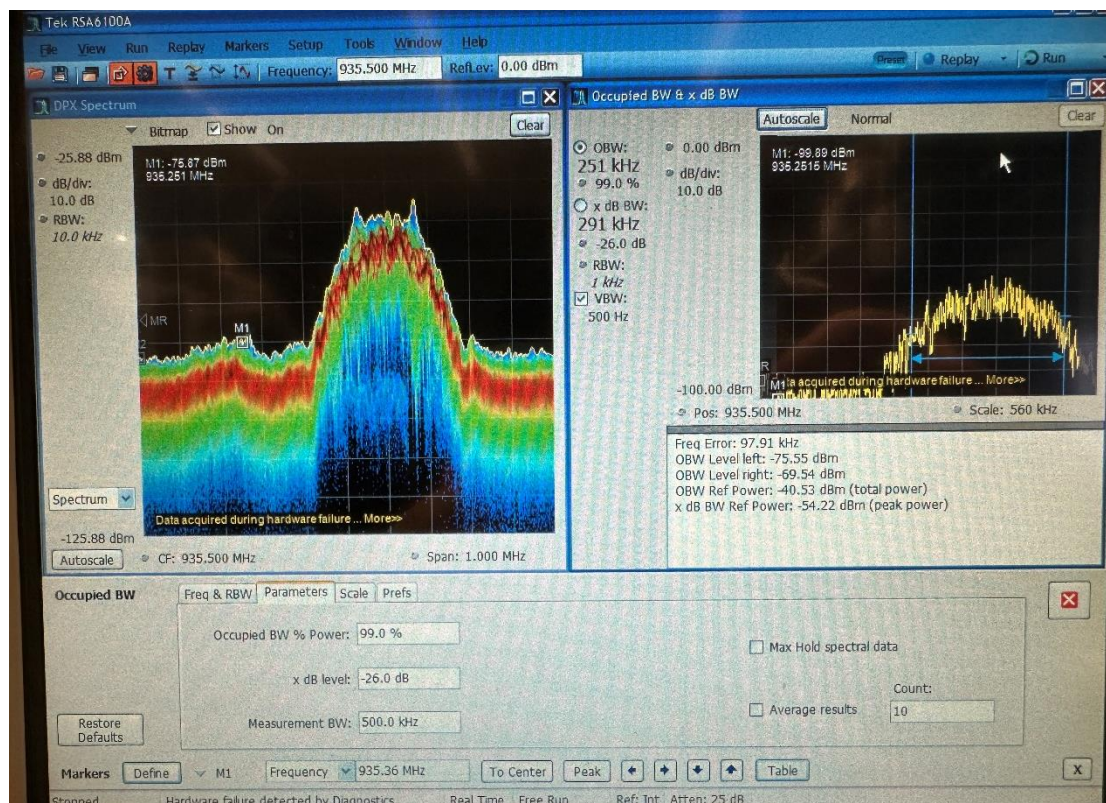 Tek RSA6100A
File View Run Replay Markers Setup Tools Window Help
T Frequency: 935.500 MHz RefLev: 0.00 dBm Preset Replay Run
DPX Spectrum
Bitmap Show On Clear
-25.88 dBm
dB/div:
10.0 dB
RBW:
10.0 kHz
M1: -75.87 dBm
935.251 MHz
MR
2
M1
Spectrum
Data acquired during hardware failure ... More>>
-125.88 dBm
Autoscale CF: 935.500 MHz Span: 1.000 MHz
Occupied BW & x dB BW
Autoscale Normal Clear
OBW:
251 kHz
99.0 %
x dB BW:
291 kHz
-26.0 dB
RBW:
1 kHz
VBW:
500 Hz
0.00 dBm
dB/div:
10.0 dB
M1: -99.89 dBm
935.2515 MHz
R
M1 ta acquired during hardware failure ... More>>
-100.00 dBm
Pos: 935.500 MHz Scale: 560 kHz
Freq Error: 97.91 kHz
OBW Level left: -75.55 dBm
OBW Level right: -69.54 dBm
OBW Ref Power: -40.53 dBm (total power)
x dB BW Ref Power: -54.22 dBm (peak power)
Occupied BW
Freq & RBW Parameters Scale Prefs
Occupied BW % Power: 99.0 %
x dB level: -26.0 dB
Measurement BW: 500.0 kHz
Max Hold spectral data
Count:
Average results 10
Restore
Defaults
Markers Define M1 Frequency 935.36 MHz To Center Peak Table X
Stopped Hardware failure detected by Diagnostics Real Time Free Run Ref: Int Atten: 25 dB